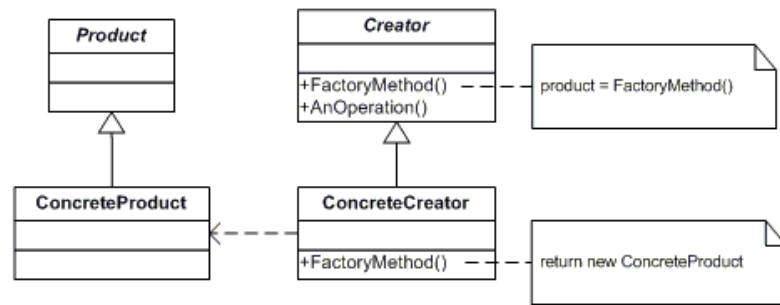 Product
Creator
+FactoryMethod()
+AnOperation()
product = FactoryMethod()
ConcreteProduct
ConcreteCreator
+FactoryMethod()
return new ConcreteProduct